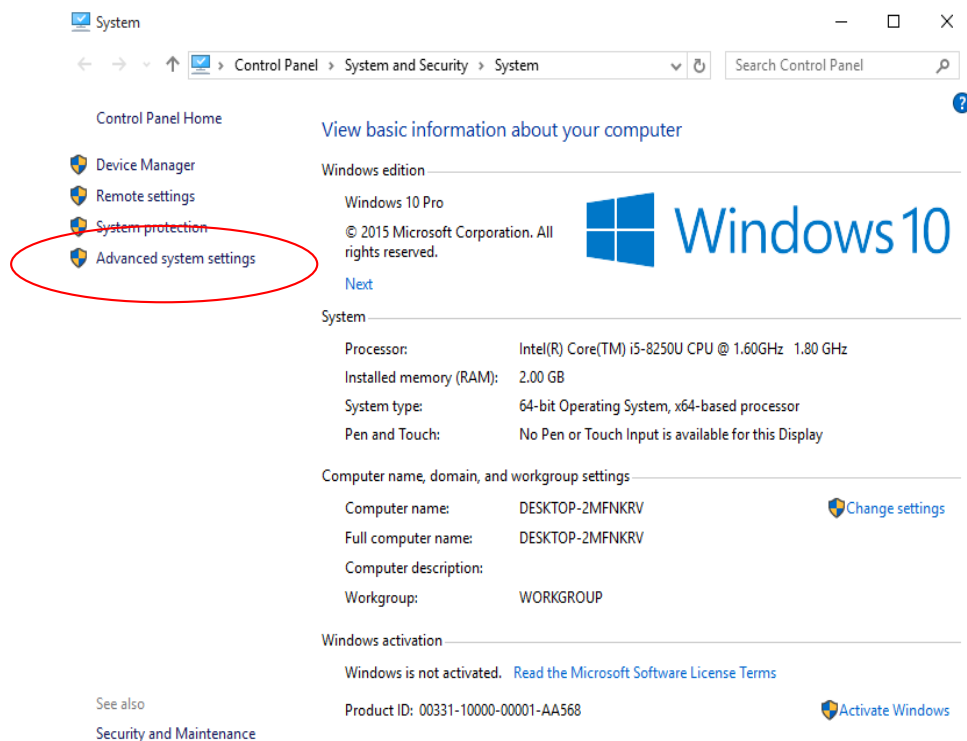 System
Control Panel › System and Security › System
Search Control Panel
?
Control Panel Home
Device Manager
Remote settings
System protection
Advanced system settings
See also
Security and Maintenance
View basic information about your computer
Windows edition
Windows 10 Pro
© 2015 Microsoft Corporation. All
rights reserved.
Next
Windows 10
System
Processor: Intel(R) Core(TM) i5-8250U CPU @ 1.60GHz 1.80 GHz
Installed memory (RAM): 2.00 GB
System type: 64-bit Operating System, x64-based processor
Pen and Touch: No Pen or Touch Input is available for this Display
Computer name, domain, and workgroup settings
Computer name: DESKTOP-2MFNKRV
Change settings
Full computer name: DESKTOP-2MFNKRV
Computer description:
Workgroup: WORKGROUP
Windows activation
Windows is not activated. Read the Microsoft Software License Terms
Product ID: 00331-10000-00001-AA568
Activate Windows